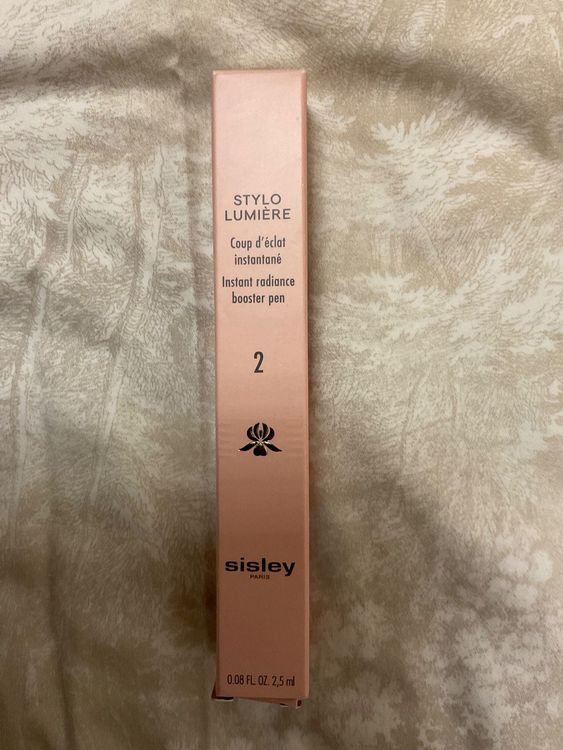 STYLO
LUMIÈRE
Coup d'éclat
instantané
Instant radiance
booster pen
2
sisley
PARIS
0.08 FL. OZ. 2,5 ml